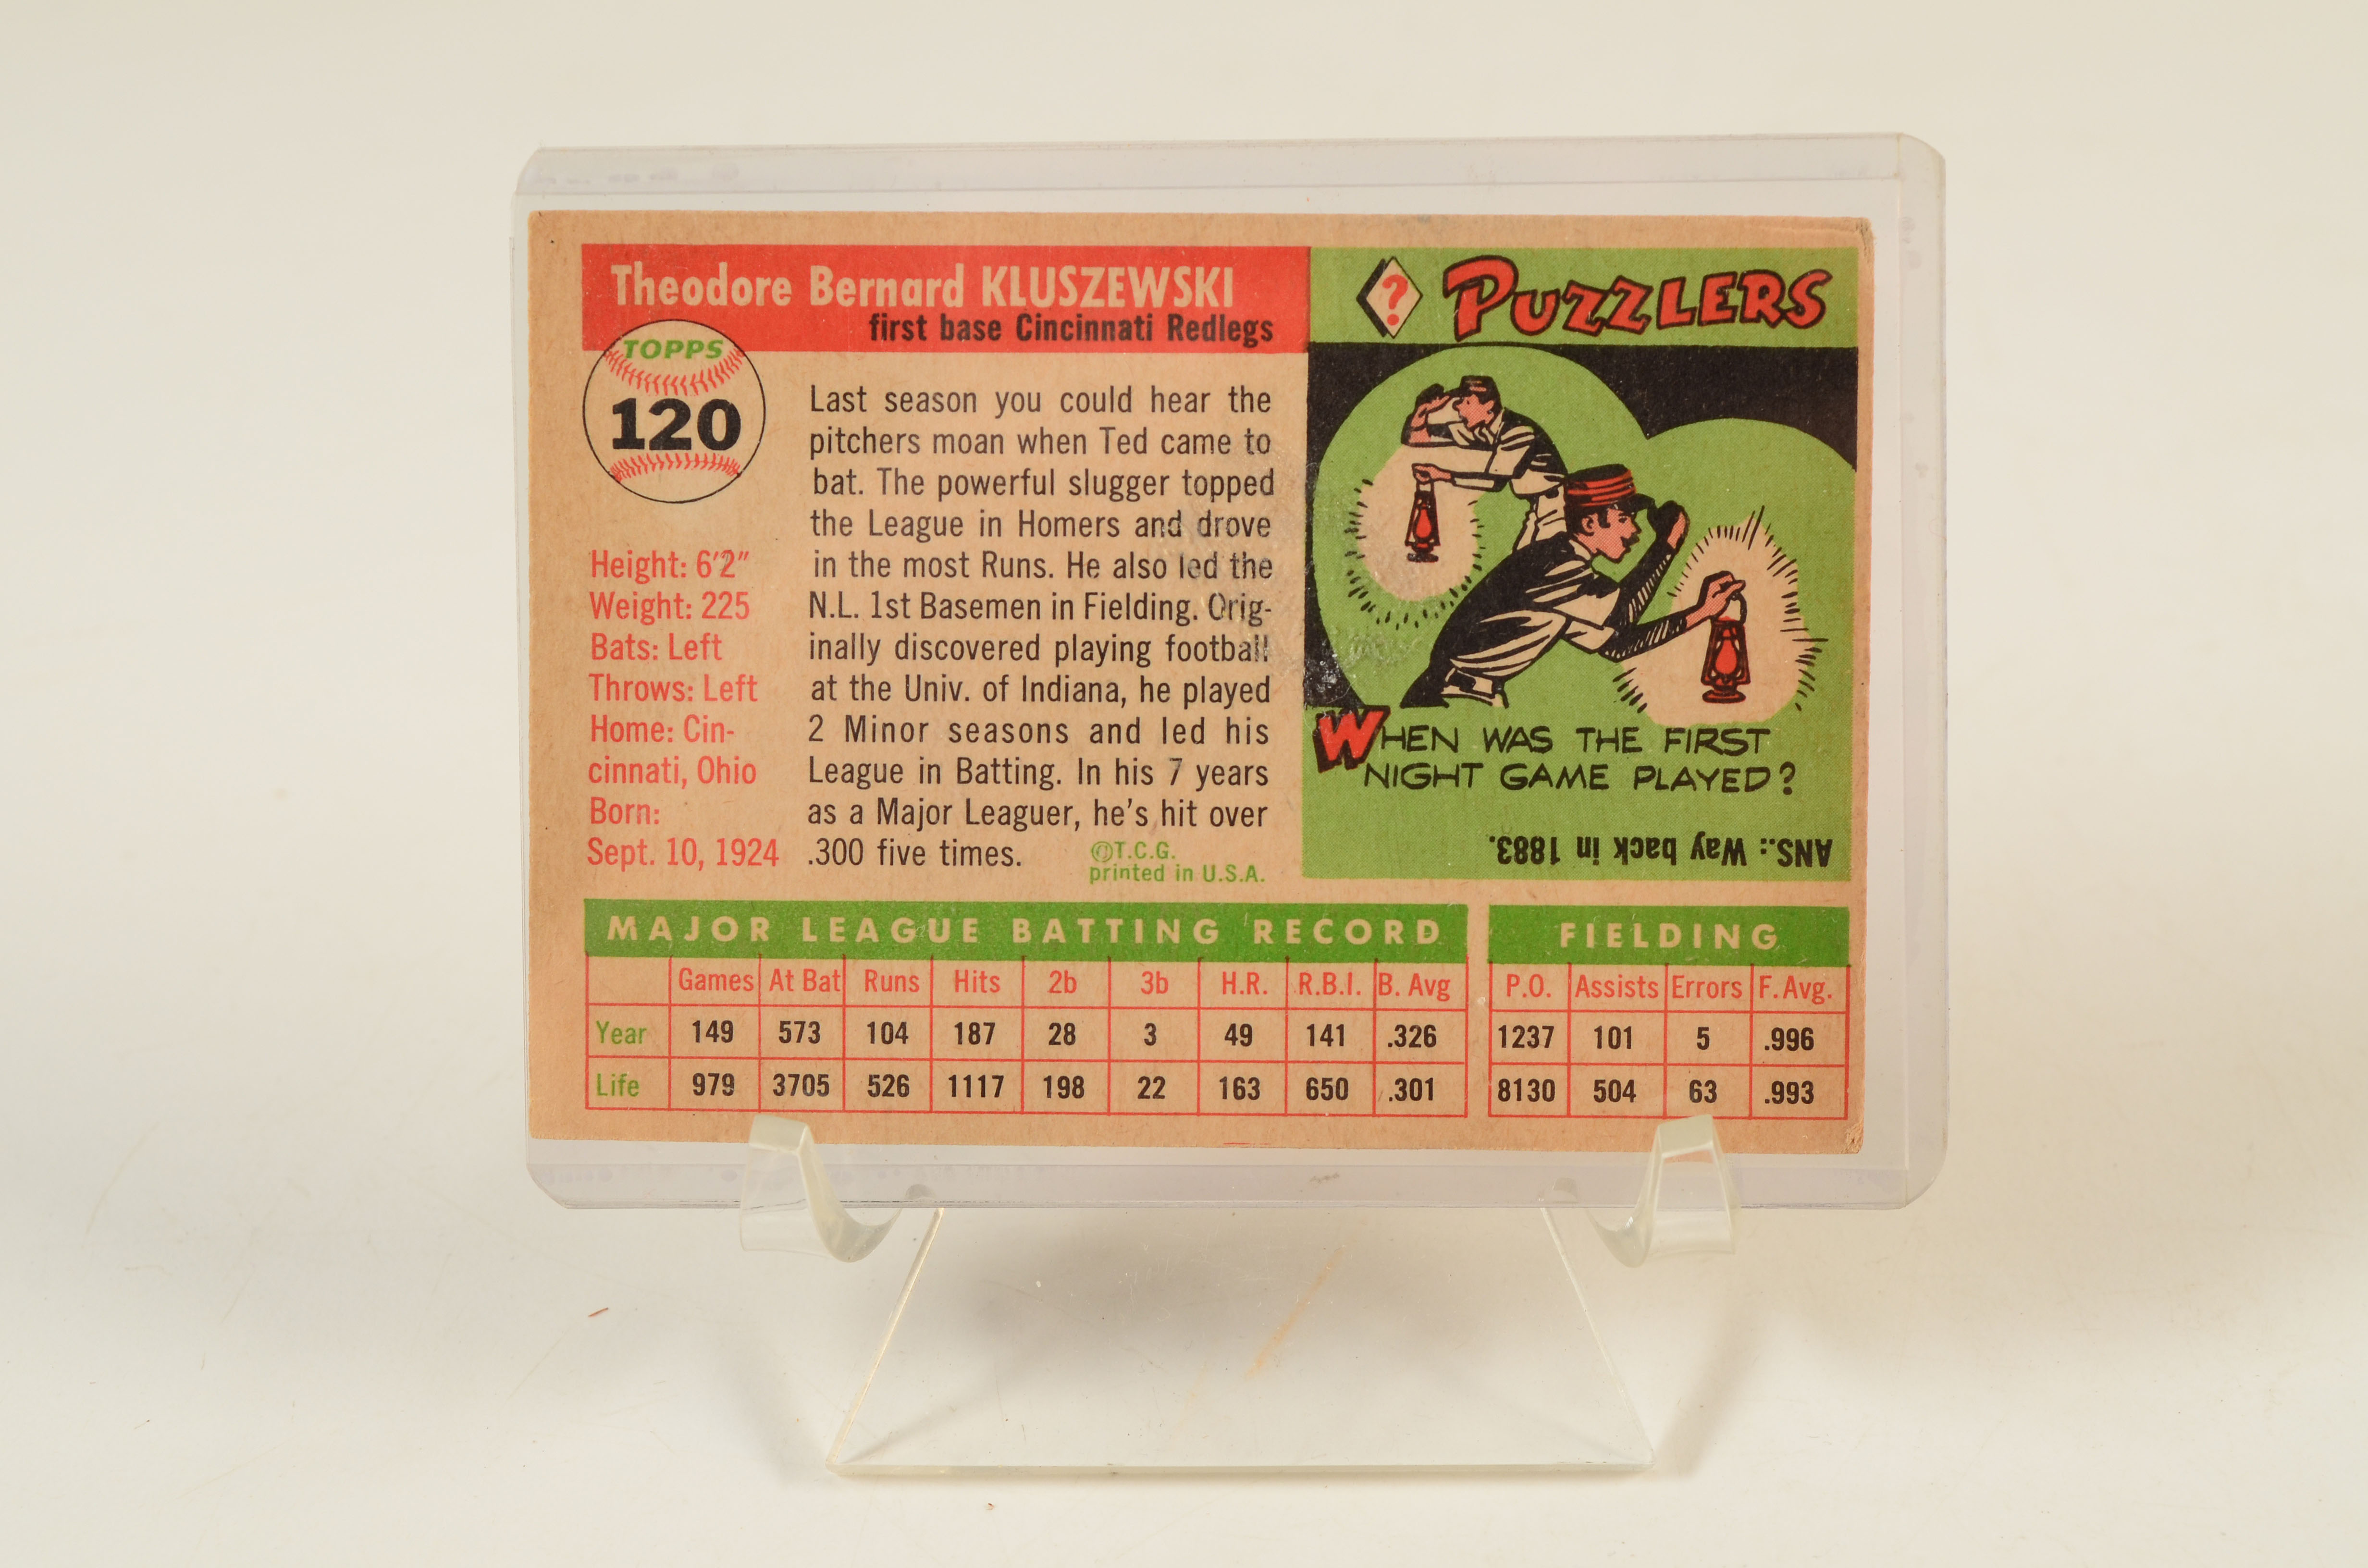 Theodore Bernard KLUSZEWSKI
first base Cincinnati Redlegs
TOPPS
120
Height: 6'2"
Weight: 225
Bats: Left
Throws: Left
Home: Cin-
cinnati, Ohio
Born:
Sept. 10, 1924
Last season you could hear the
pitchers moan when Ted came to
bat. The powerful slugger topped
the League in Homers and drove
in the most Runs. He also led the
N.L. 1st Basemen in Fielding. Orig-
inally discovered playing football
at the Univ. of Indiana, he played
2 Minor seasons and led his
League in Batting. In his 7 years
as a Major Leaguer, he's hit over
.300 five times.
©T.C.G.
printed in U.S.A.
? PUZZLERS
WHEN WAS THE FIRST
NIGHT GAME PLAYED?
ANS.: Way back in 1883.
MAJOR LEAGUE BATTING RECORD
Games At Bat Runs Hits 2b 3b H.R. R.B.I. B. Avg
Year 149 573 104 187 28 3 49 141 .326
Life 979 3705 526 1117 198 22 163 650 .301
FIELDING
P.O. Assists Errors F. Avg.
1237 101 5 .996
8130 504 63 .993